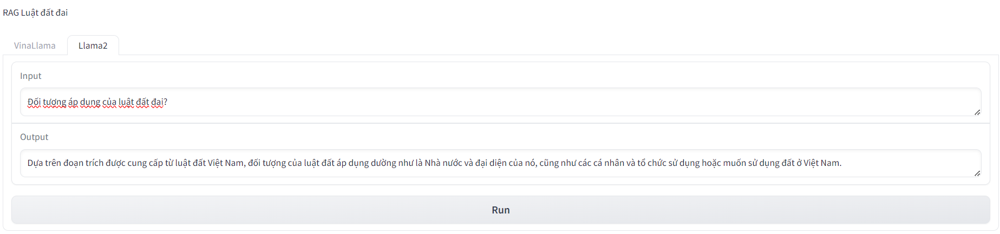 RAG Luật đất đai
VinaLlama
Llama2
Input
Đối tượng áp dụng của luật đất đai?
Output
Dựa trên đoạn trích được cung cấp từ luật đất Việt Nam, đối tượng của luật đất áp dụng dường như là Nhà nước và đại diện của nó, cũng như các cá nhân và tổ chức sử dụng hoặc muốn sử dụng đất ở Việt Nam.
Run